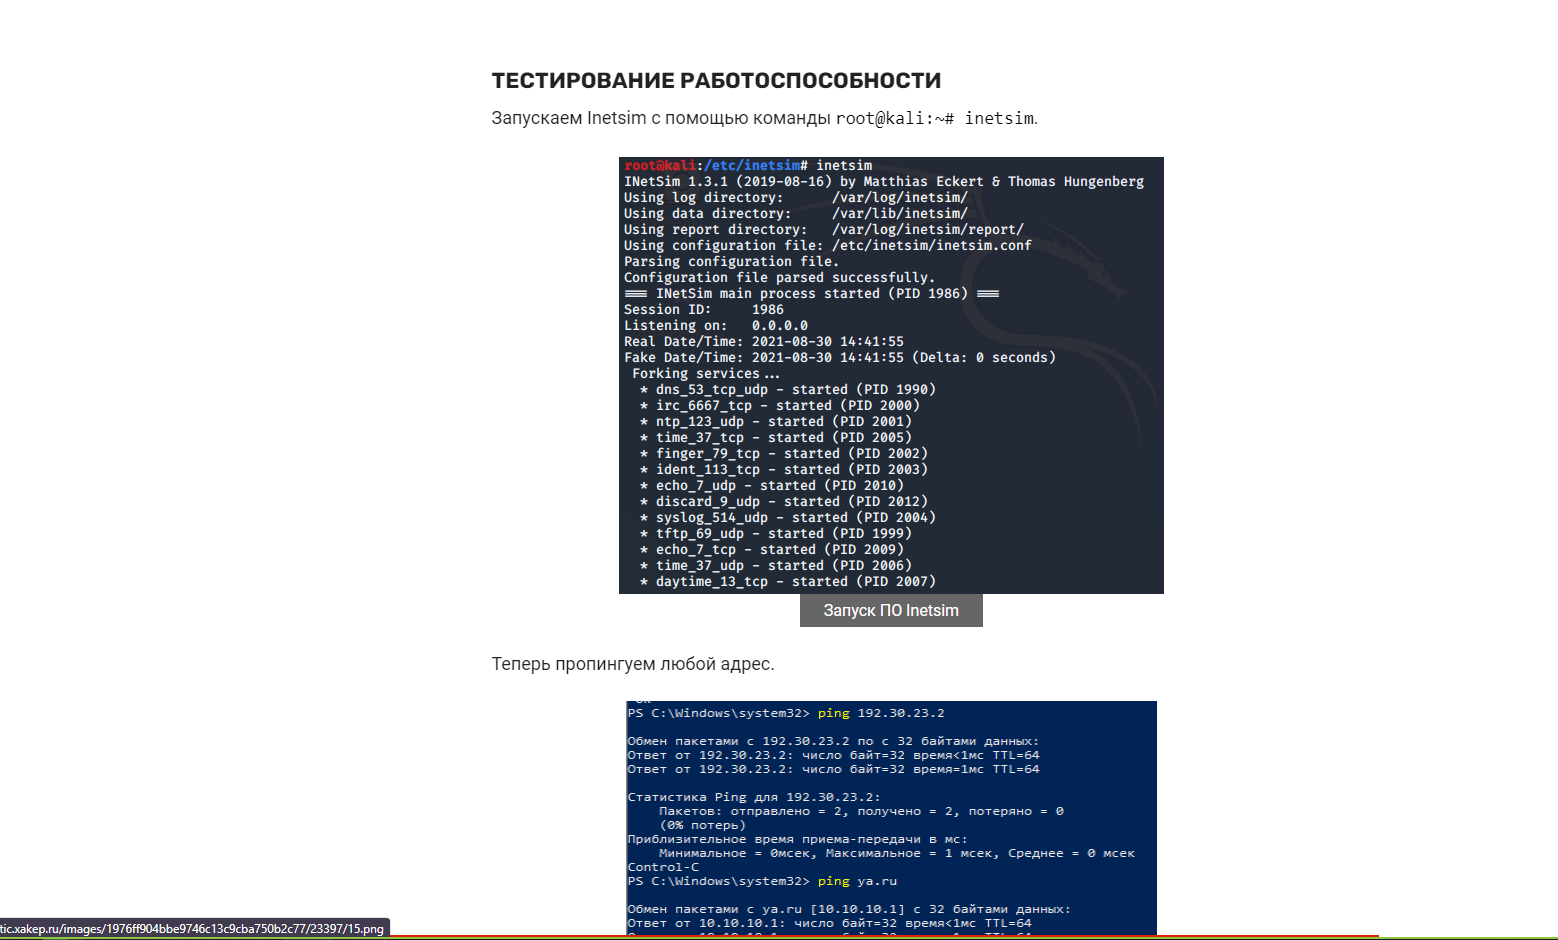 ТЕСТИРОВАНИЕ РАБОТОСПОСОБНОСТИ
Запускаем Inetsim с помощью команды root@kali:~# inetsim.
root@kali:/etc/inetsim# inetsim
INetSim 1.3.1 (2019-08-16) by Matthias Eckert & Thomas Hungenberg
Using log directory:      /var/log/inetsim/
Using data directory:     /var/lib/inetsim/
Using report directory:   /var/log/inetsim/report/
Using configuration file: /etc/inetsim/inetsim.conf
Parsing configuration file.
Configuration file parsed successfully.
=== INetSim main process started (PID 1986) ===
Session ID:     1986
Listening on:   0.0.0.0
Real Date/Time: 2021-08-30 14:41:55
Fake Date/Time: 2021-08-30 14:41:55 (Delta: 0 seconds)
Forking services...
* dns_53_tcp_udp - started (PID 1990)
* irc_6667_tcp - started (PID 2000)
* ntp_123_udp - started (PID 2001)
* time_37_tcp - started (PID 2005)
* finger_79_tcp - started (PID 2002)
* ident_113_tcp - started (PID 2003)
* echo_7_udp - started (PID 2010)
* discard_9_udp - started (PID 2012)
* syslog_514_udp - started (PID 2004)
* tftp_69_udp - started (PID 1999)
* echo_7_tcp - started (PID 2009)
* time_37_udp - started (PID 2006)
* daytime_13_tcp - started (PID 2007)
Запуск ПО Inetsim
Теперь пропингуем любой адрес.
PS C:\Windows\system32> ping 192.30.23.2
Обмен пакетами с 192.30.23.2 по с 32 байтами данных:
Ответ от 192.30.23.2: число байт=32 время<1мс TTL=64
Ответ от 192.30.23.2: число байт=32 время=1мс TTL=64
Статистика Ping для 192.30.23.2:
Пакетов: отправлено = 2, получено = 2, потеряно = 0
(0% потерь)
Приблизительное время приема-передачи в мс:
Минимальное = 0мсек, Максимальное = 1 мсек, Среднее = 0 мсек
Control-C
PS C:\Windows\system32> ping ya.ru
Обмен пакетами с ya.ru [10.10.10.1] с 32 байтами данных:
Ответ от 10.10.10.1: число байт=32 время<1мс TTL=64
tic.xakep.ru/images/1976ff904bbe9746c13c9cba750b2c77/23397/15.png